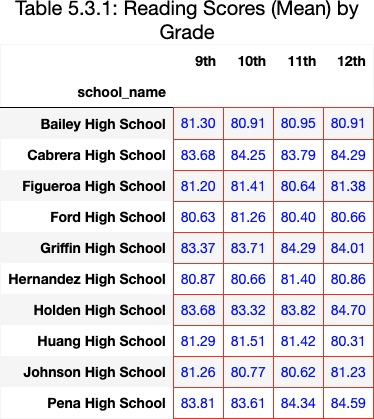 Table 5.3.1: Reading Scores (Mean) by
Grade
9th 10th 11th 12th
school_name
Bailey High School 81.30 80.91 80.95 80.91
Cabrera High School 83.68 84.25 83.79 84.29
Figueroa High School 81.20 81.41 80.64 81.38
Ford High School 80.63 81.26 80.40 80.66
Griffin High School 83.37 83.71 84.29 84.01
Hernandez High School 80.87 80.66 81.40 80.86
Holden High School 83.68 83.32 83.82 84.70
Huang High School 81.29 81.51 81.42 80.31
Johnson High School 81.26 80.77 80.62 81.23
Pena High School 83.81 83.61 84.34 84.59